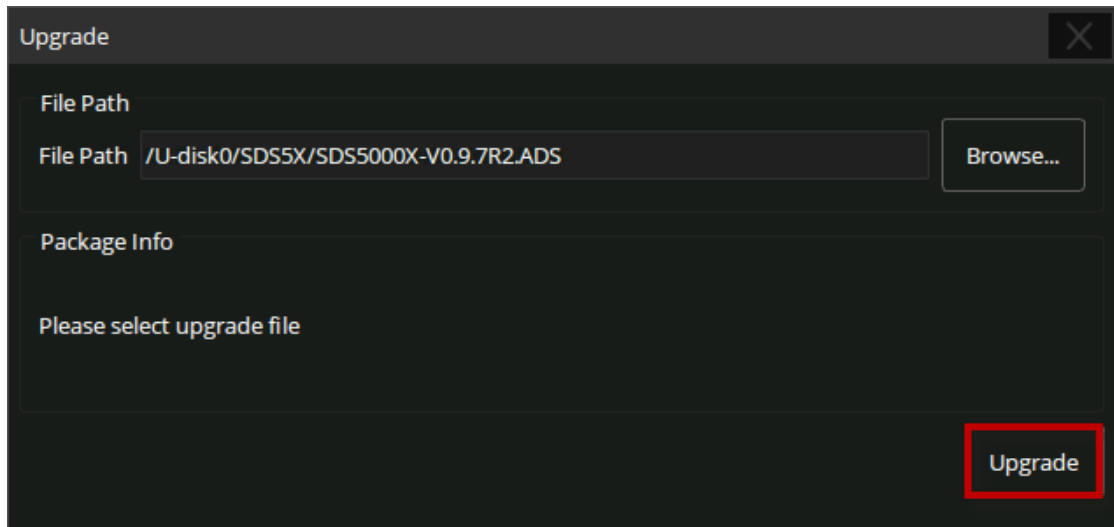 Upgrade
File Path
File Path /U-disk0/SDS5X/SDS5000X-V0.9.7R2.ADS Browse...
Package Info
Please select upgrade file
Upgrade